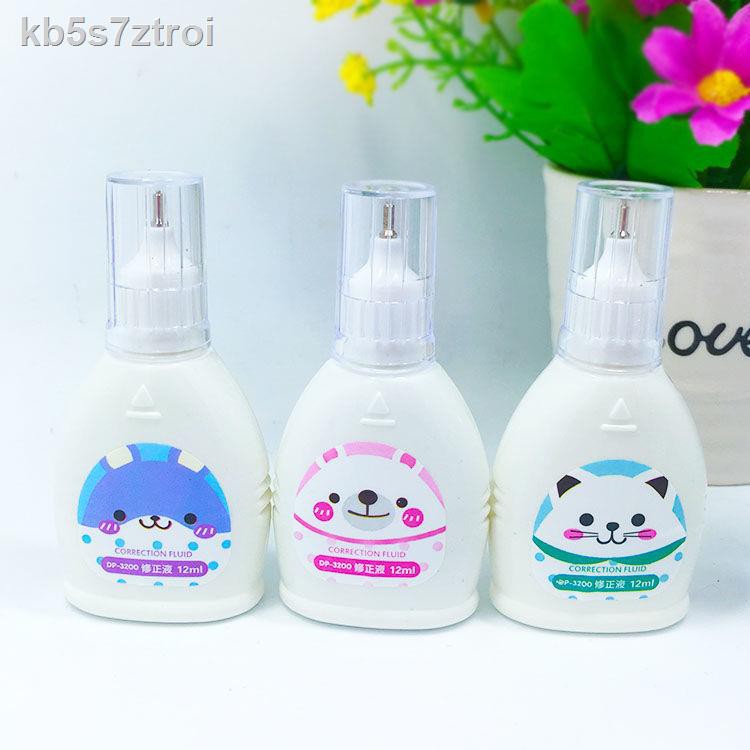 kb5s7ztroi
ove
CORRECTION FLUID
DP-3200 修正液 12ml
CORRECTION FLUID
DP-3200 修正液 12ml
CORRECTION FLUID
DP-3200 修正液 12ml